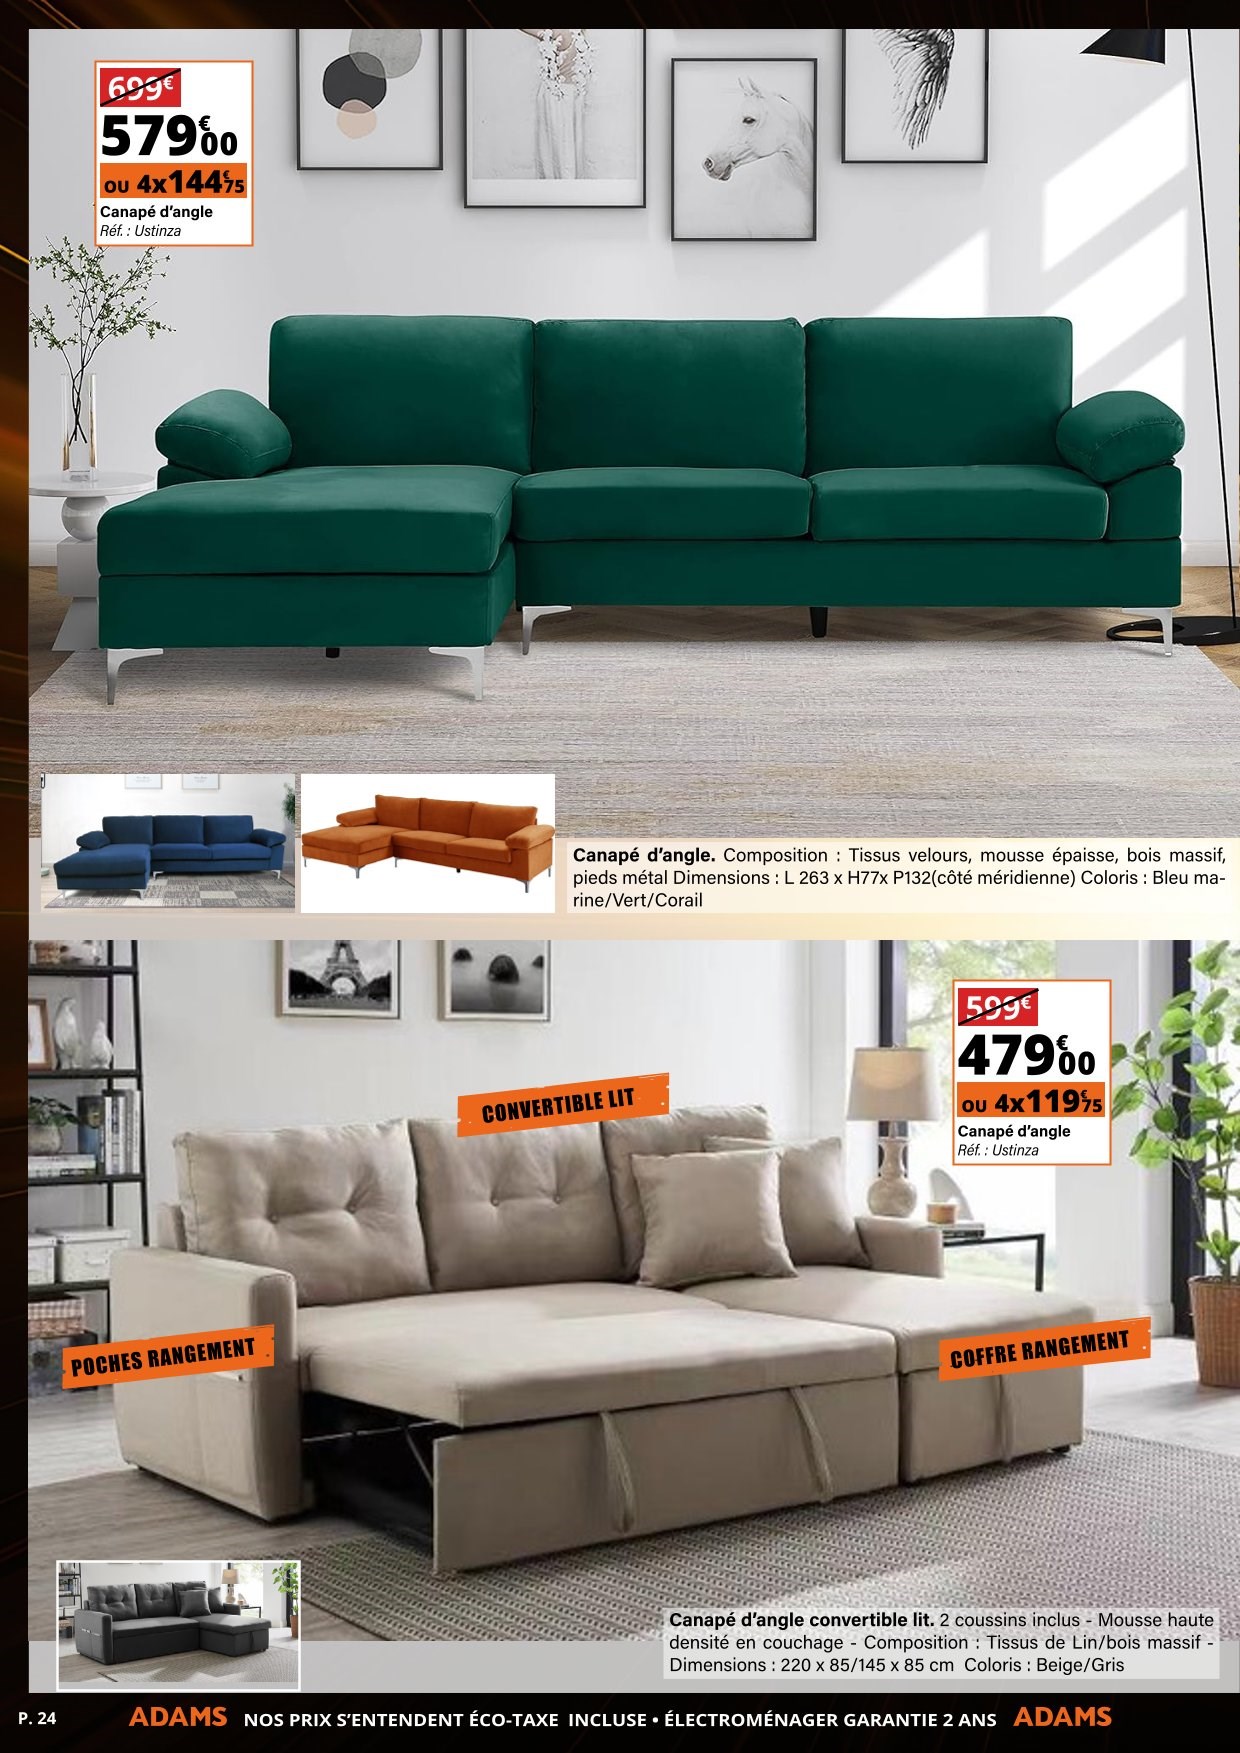 699€
579€00
OU 4x144€75
Canapé d'angle
Réf. : Ustinza
Canapé d'angle. Composition : Tissus velours, mousse épaisse, bois massif,
pieds métal Dimensions : L 263 x H77x P132(côté méridienne) Coloris : Bleu ma-
rine/Vert/Corail
599€
479€00
OU 4x119€75
Canapé d'angle
Réf. : Ustinza
CONVERTIBLE LIT
POCHES RANGEMENT
COFFRE RANGEMENT
Canapé d'angle convertible lit. 2 coussins inclus - Mousse haute
densité en couchage - Composition : Tissus de Lin/bois massif -
Dimensions : 220 x 85/145 x 85 cm Coloris : Beige/Gris
P. 24 ADAMS NOS PRIX S'ENTENDENT ÉCO-TAXE INCLUSE • ÉLECTROMÉNAGER GARANTIE 2 ANS ADAMS